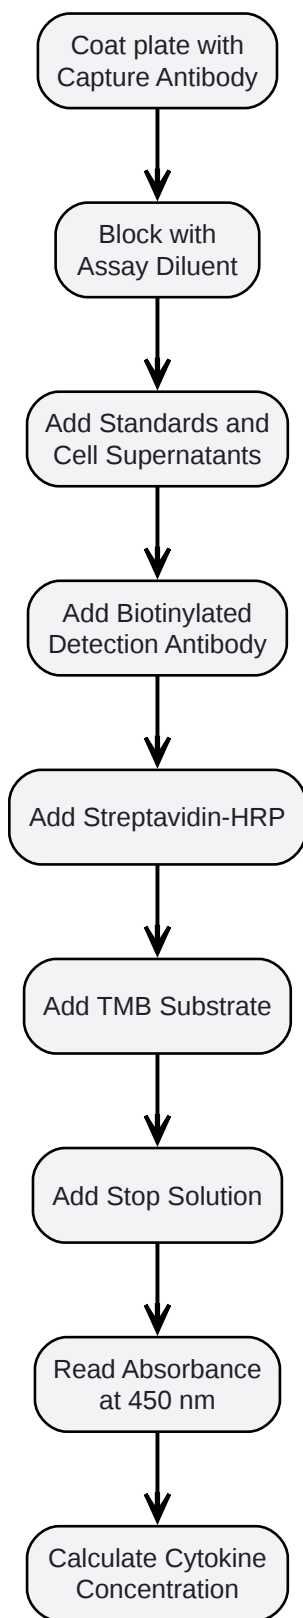 Coat plate with
Capture Antibody
Block with
Assay Diluent
Add Standards and
Cell Supernatants
Add Biotinylated
Detection Antibody
Add Streptavidin-HRP
Add TMB Substrate
Add Stop Solution
Read Absorbance
at 450 nm
Calculate Cytokine
Concentration